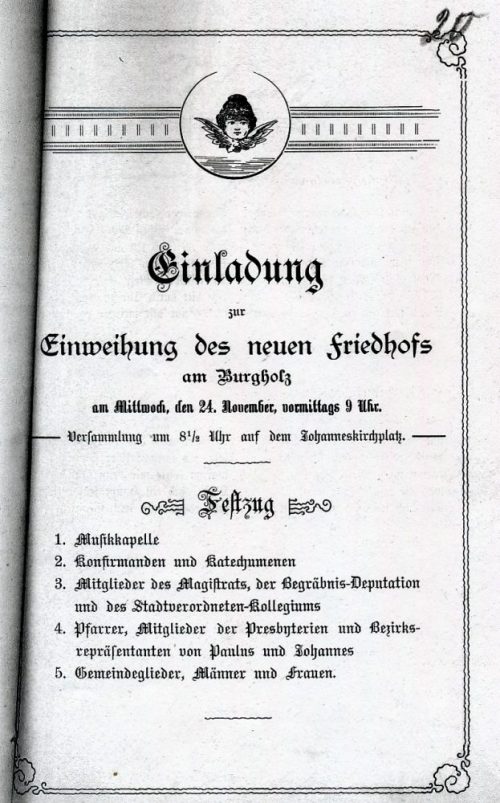 20
Einladung
zur
Einweihung des neuen Friedhofs
am Burgholz
am Mittwoch, den 24. November, vormittags 9 Uhr.
Versammlung um 8½ Uhr auf dem Johanneskirchplatz.
Festzug
1. Musikkapelle
2. Konfirmanden und Katechumenen
3. Mitglieder des Magistrats, der Begräbnis-Deputation
und des Stadtverordneten-Kollegiums
4. Pfarrer, Mitglieder der Presbyterien und Bezirks-
repräsentanten von Paulus und Johannes
5. Gemeindeglieder, Männer und Frauen.